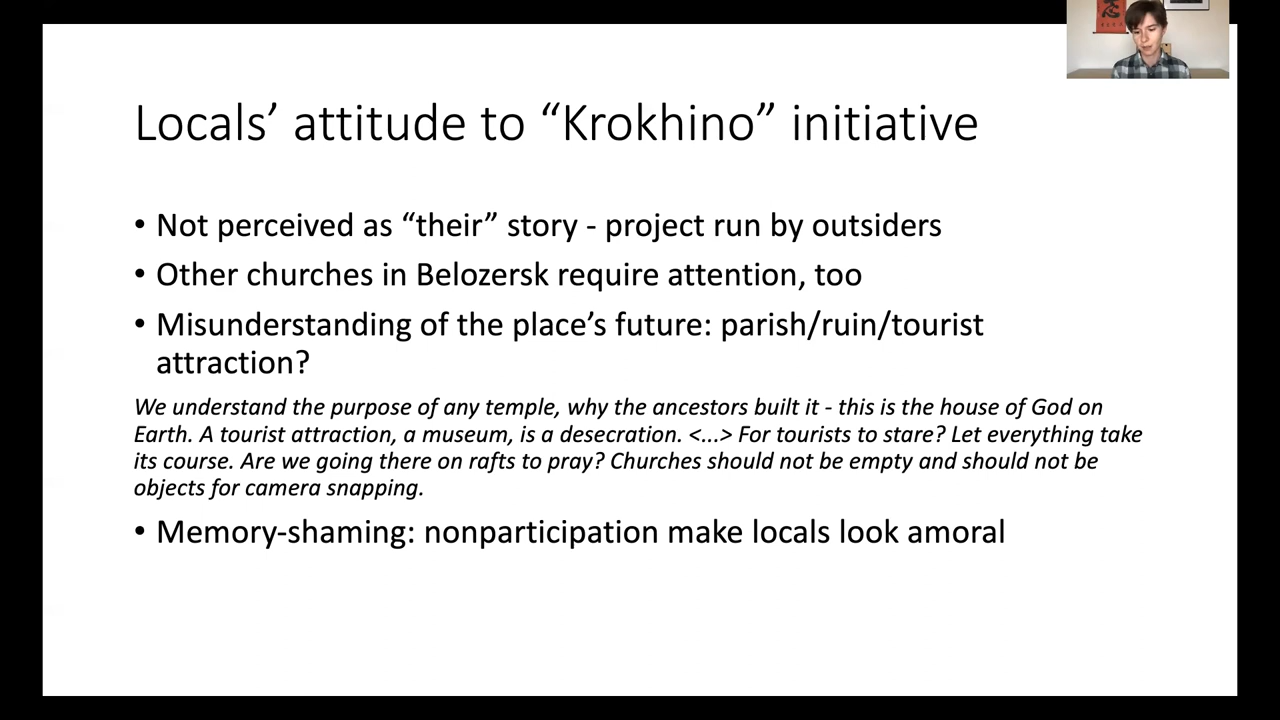 Locals’ attitude to “Krokhino” initiative
• Not perceived as “their” story - project run by outsiders
• Other churches in Belozersk require attention, too
• Misunderstanding of the place’s future: parish/ruin/tourist
attraction?
We understand the purpose of any temple, why the ancestors built it - this is the house of God on
Earth. A tourist attraction, a museum, is a desecration. <...> For tourists to stare? Let everything take
its course. Are we going there on rafts to pray? Churches should not be empty and should not be
objects for camera snapping.
• Memory-shaming: nonparticipation make locals look amoral